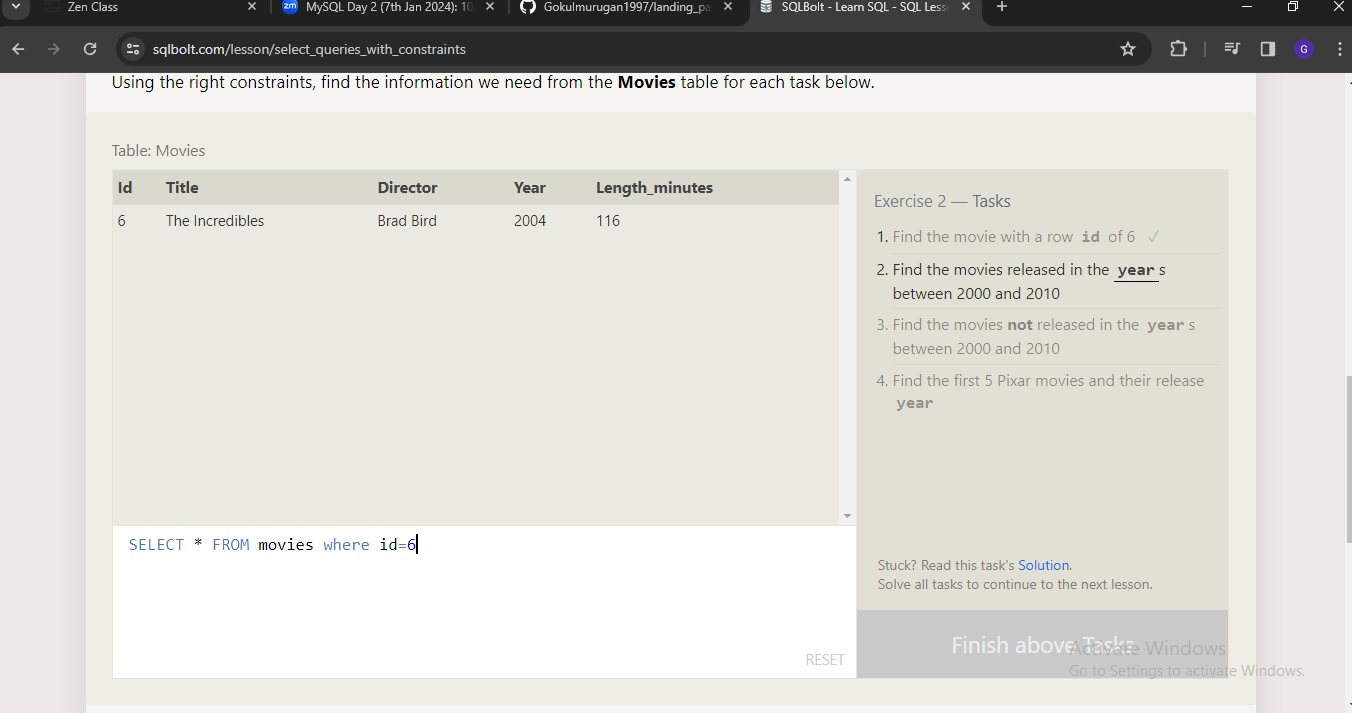 Zen Class
zm MySQL Day 2 (7th Jan 2024): 10
Gokulmurugan1997/landing_pa
SQLBolt - Learn SQL - SQL Less
sqlbolt.com/lesson/select_queries_with_constraints
G
Using the right constraints, find the information we need from the Movies table for each task below.
Table: Movies
Id Title Director Year Length_minutes
6 The Incredibles Brad Bird 2004 116
Exercise 2 — Tasks
1. Find the movie with a row id of 6 ✓
2. Find the movies released in the year s
between 2000 and 2010
3. Find the movies not released in the year s
between 2000 and 2010
4. Find the first 5 Pixar movies and their release
year
SELECT * FROM movies where id=6
RESET
Stuck? Read this task's Solution.
Solve all tasks to continue to the next lesson.
Finish above Tasks
Activate Windows
Go to Settings to activate Windows.